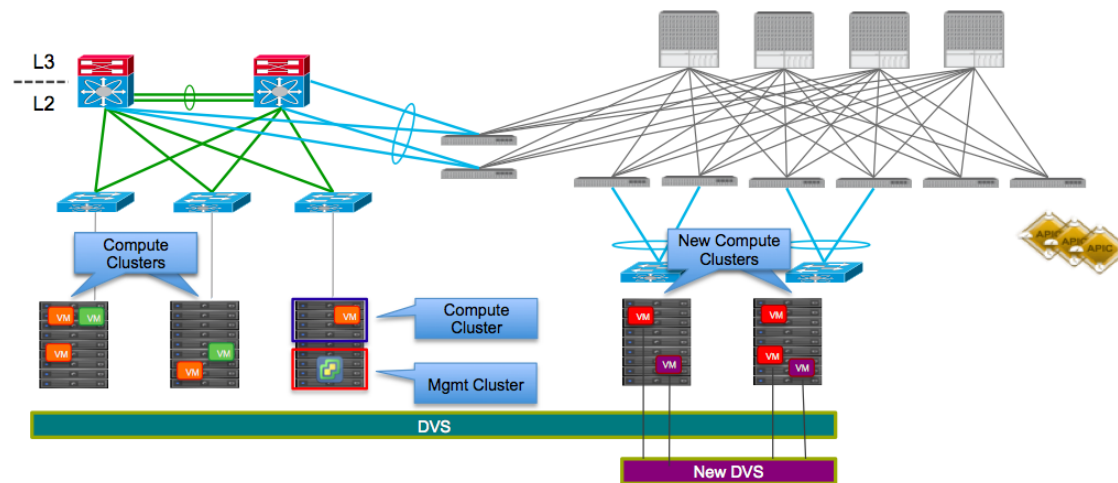 L3
L2
Compute
Clusters
New Compute
Clusters
APIC
APIC
APIC
VM
VM
VM
VM
VM
VM
Compute
Cluster
Mgmt Cluster
VM
VM
VM
VM
VM
DVS
New DVS